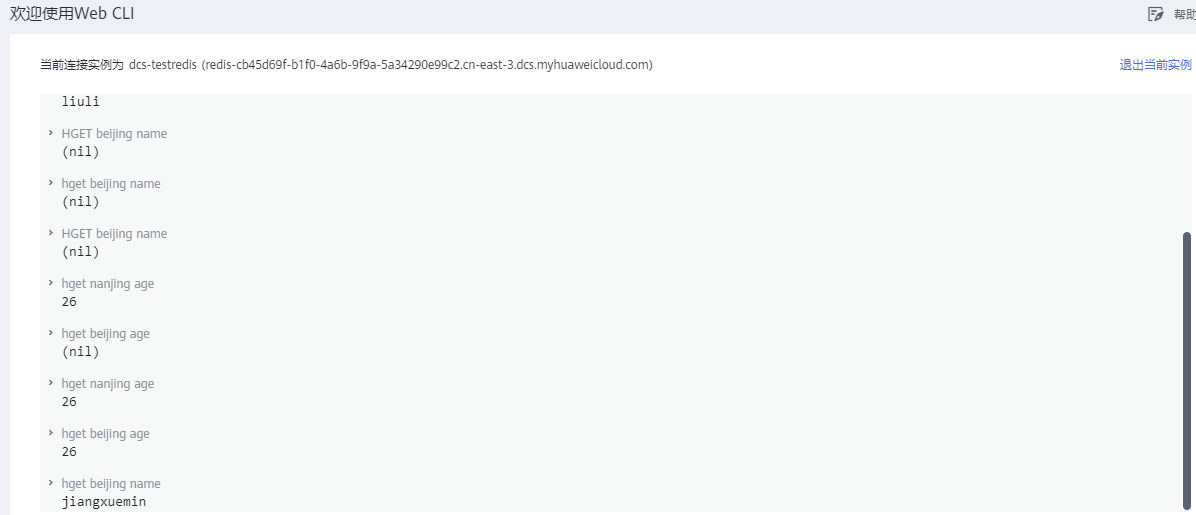 欢迎使用Web CLI
帮助
当前连接实例为 dcs-testredis (redis-cb45d69f-b1f0-4a6b-9f9a-5a34290e99c2.cn-east-3.dcs.myhuaweicloud.com)
退出当前实例
liuli
› HGET beijing name
(nil)
› hget beijing name
(nil)
› HGET beijing name
(nil)
› hget nanjing age
26
› hget beijing age
(nil)
› hget nanjing age
26
› hget beijing age
26
› hget beijing name
jiangxuemin